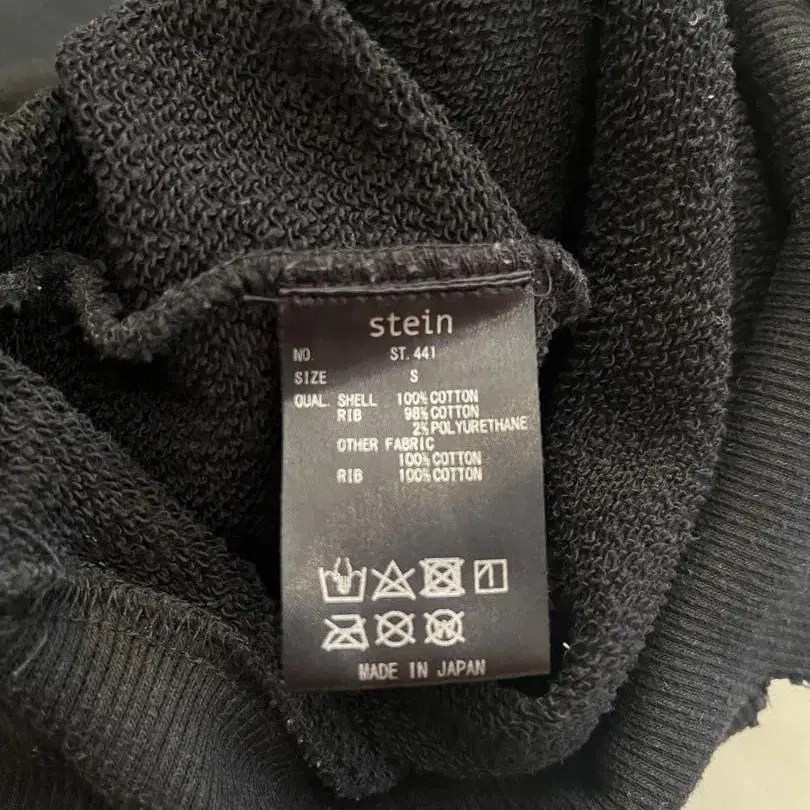 stein
NO. ST. 441
SIZE S
QUAL. SHELL 100%COTTON
RIB 98%COTTON
2%POLYURETHANE
OTHER FABRIC
100%COTTON
RIB 100%COTTON
MADE IN JAPAN